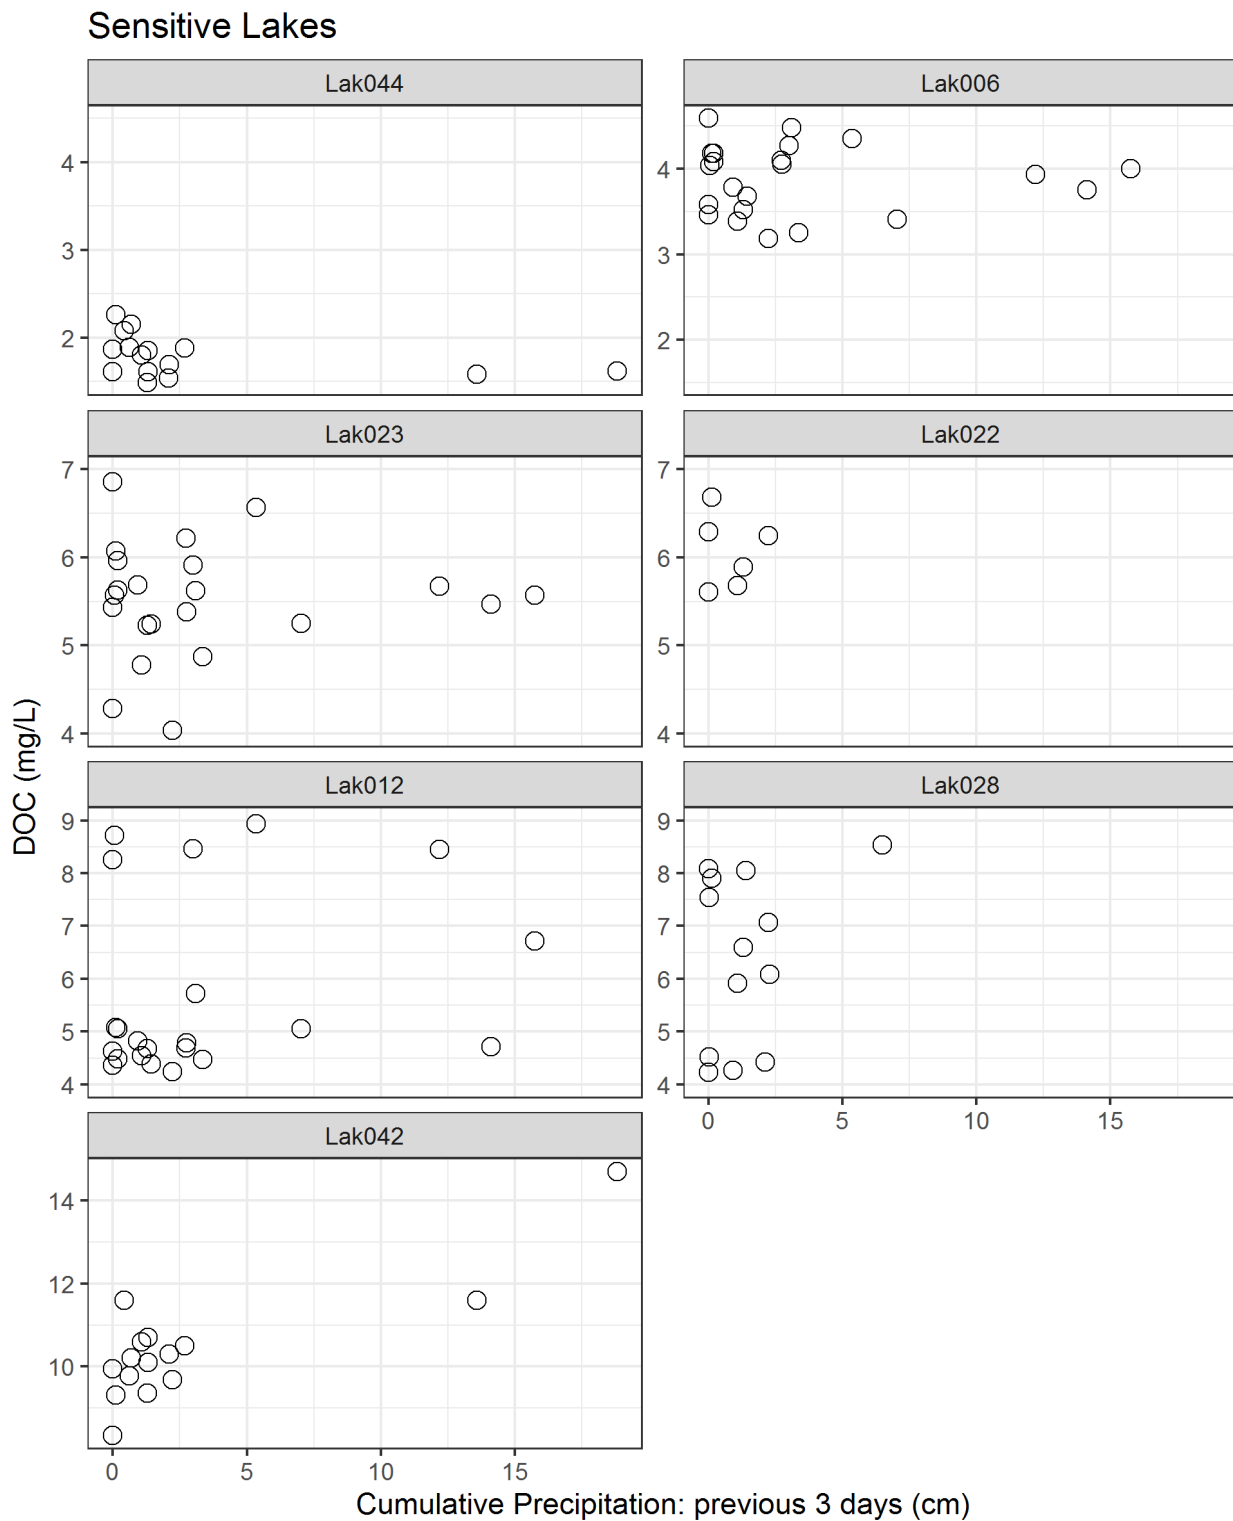 Sensitive Lakes
Lak044
Lak006
4
3
2
4
3
2
Lak023
Lak022
7
6
5
4
7
6
5
4
DOC (mg/L)
Lak012
Lak028
9
8
7
6
5
4
9
8
7
6
5
4
0 5 10 15
Lak042
14
12
10
0 5 10 15
Cumulative Precipitation: previous 3 days (cm)